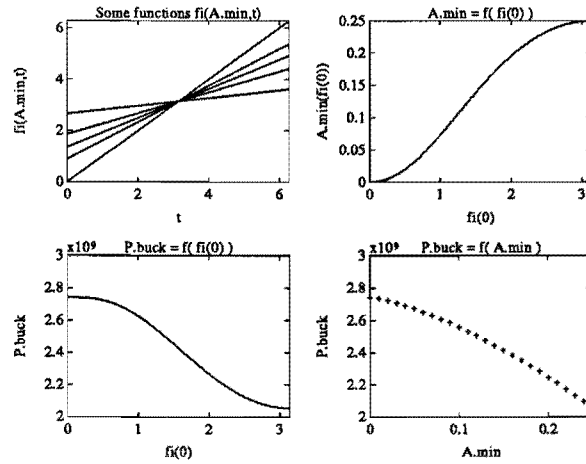 Some functions fi(A.min,t)
6
4
2
0
fi(A.min,t)
0 2 4 6
t
A.min = f( fi(0) )
0.25
0.2
0.15
0.1
0.05
0
A.min(fi(0))
0 1 2 3
fi(0)
x10⁹ P.buck = f( fi(0) )
3
2.8
2.6
2.4
2.2
2
P.buck
0 1 2 3
fi(0)
x10⁹ P.buck = f( A.min )
3
2.8
2.6
2.4
2.2
2
P.buck
0 0.1 0.2
A.min